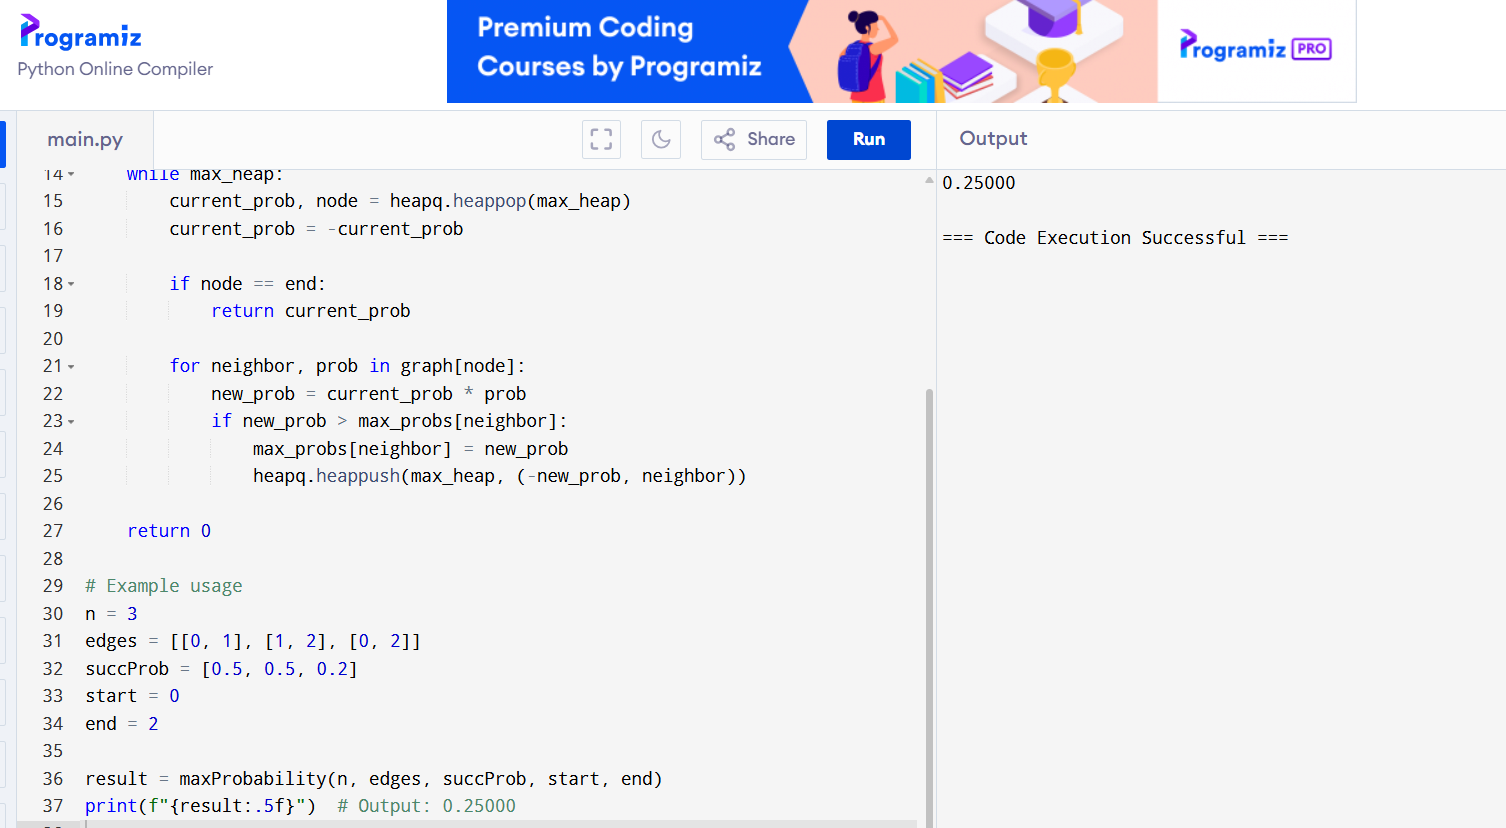 Programiz
Python Online Compiler
Premium Coding
Courses by Programiz
Programiz PRO
main.py
Share
Run
Output
14 while max_heap:
15 current_prob, node = heapq.heappop(max_heap)
16 current_prob = -current_prob
17
18 if node == end:
19 return current_prob
20
21 for neighbor, prob in graph[node]:
22 new_prob = current_prob * prob
23 if new_prob > max_probs[neighbor]:
24 max_probs[neighbor] = new_prob
25 heapq.heappush(max_heap, (-new_prob, neighbor))
26
27 return 0
28
29 # Example usage
30 n = 3
31 edges = [[0, 1], [1, 2], [0, 2]]
32 succProb = [0.5, 0.5, 0.2]
33 start = 0
34 end = 2
35
36 result = maxProbability(n, edges, succProb, start, end)
37 print(f"{result:.5f}")  # Output: 0.25000
0.25000
=== Code Execution Successful ===